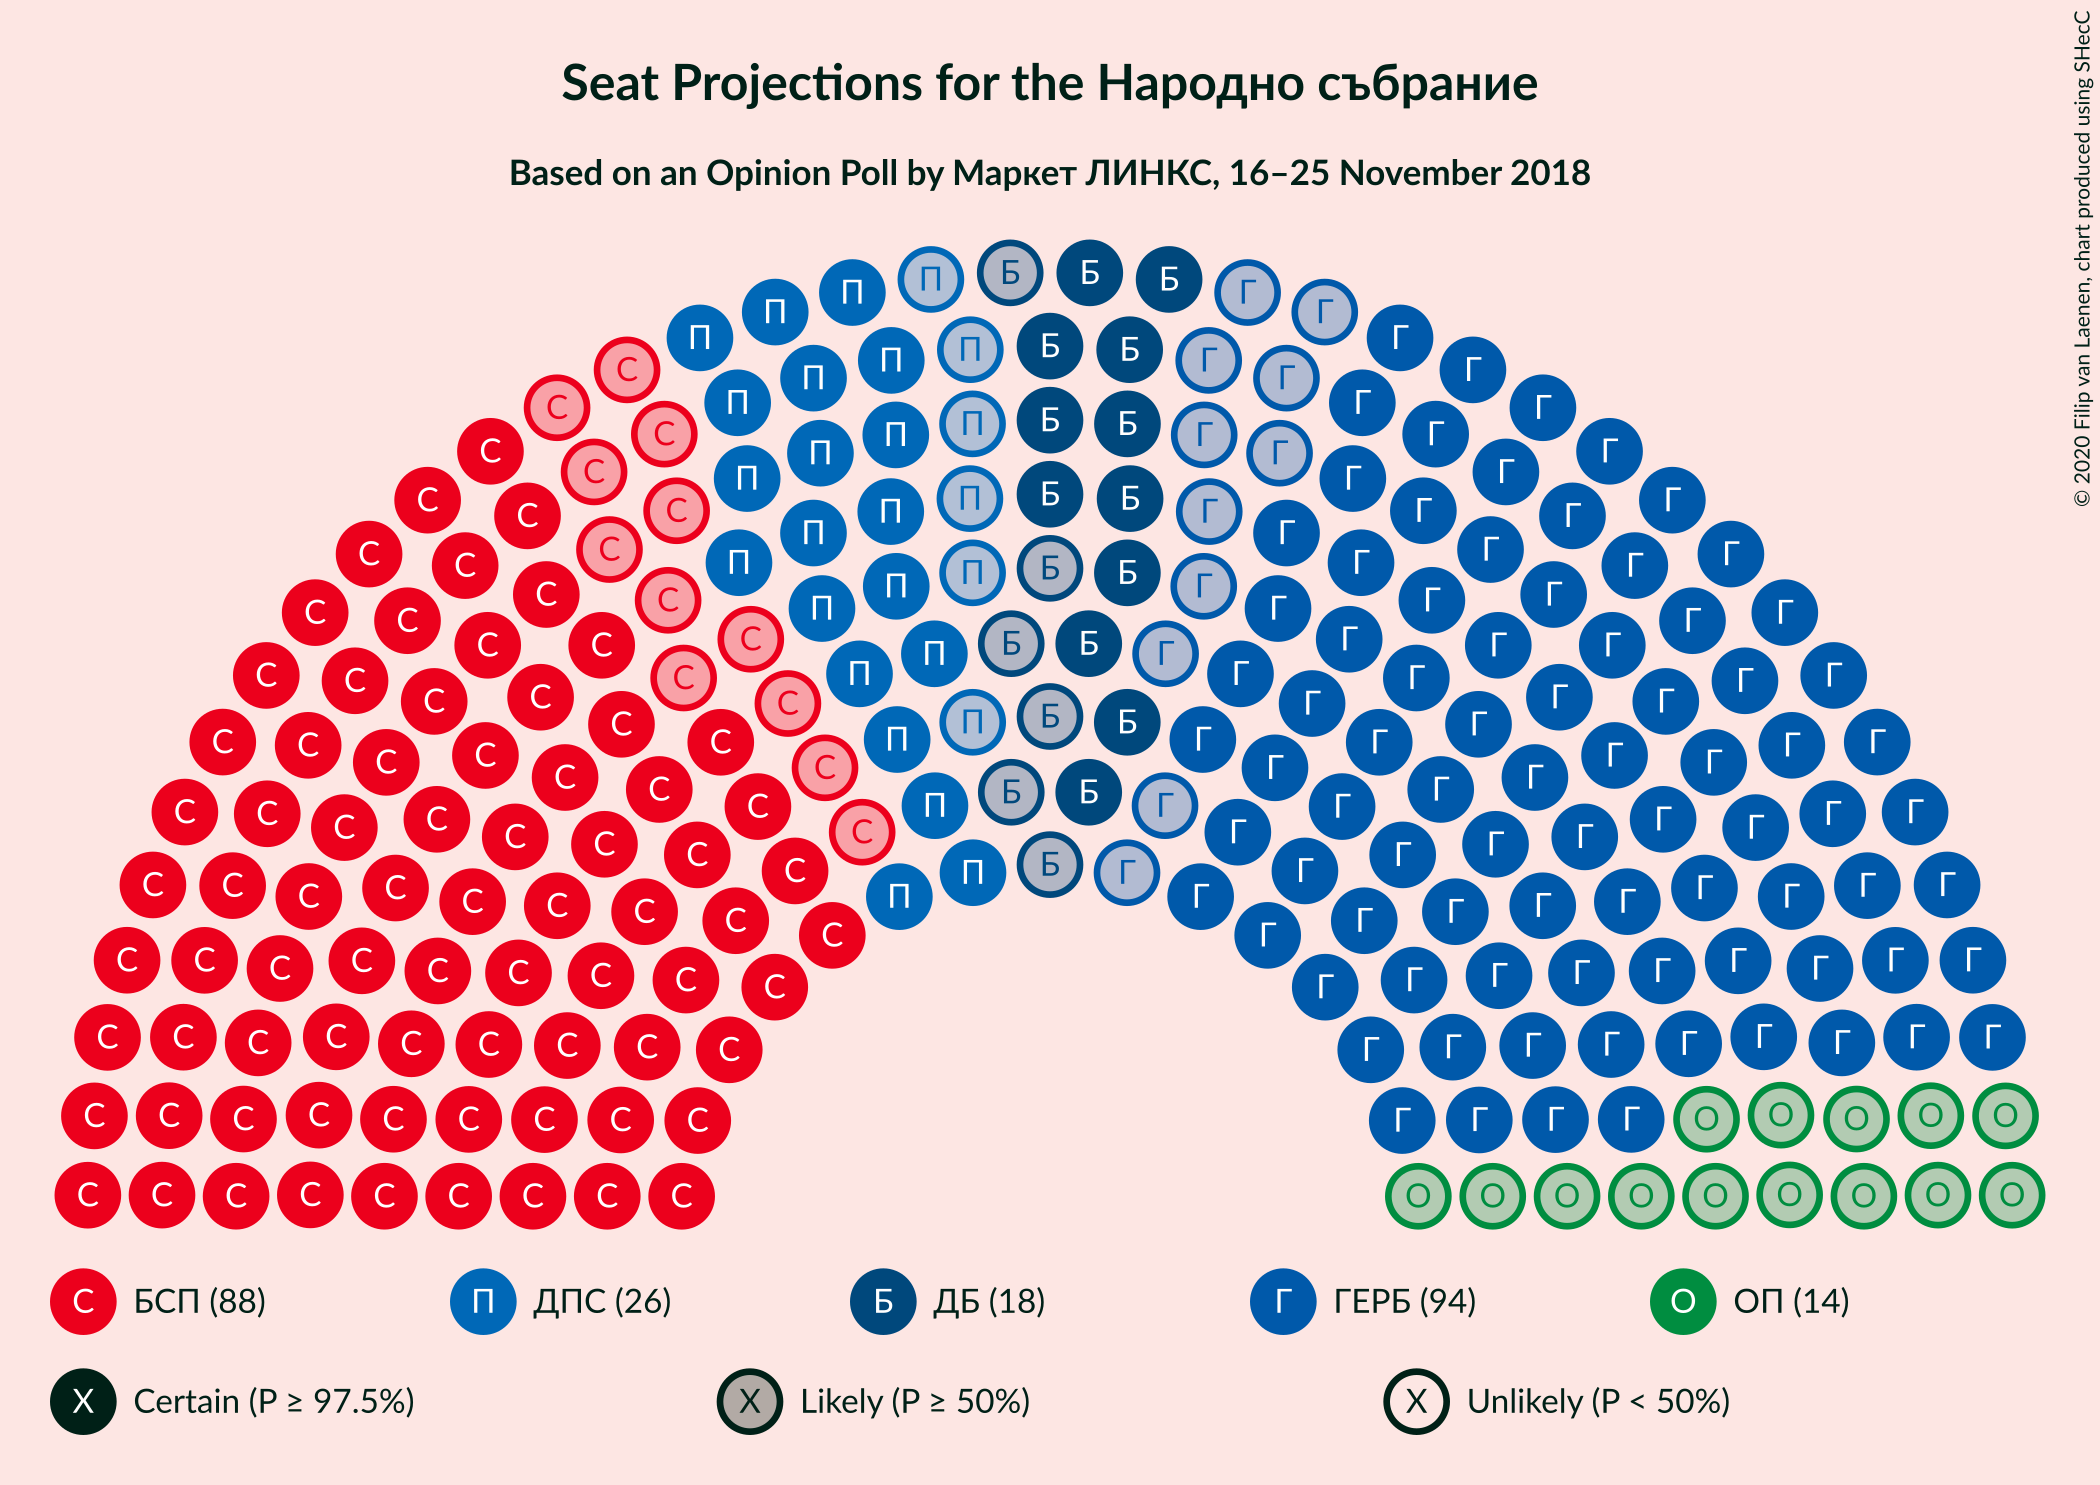 Seat Projections for the Народно събрание
Based on an Opinion Poll by Маркет ЛИНКС, 16–25 November 2018
© 2020 Filip van Laenen, chart produced using SHecC
С БСП (88) П ДПС (26) Б ДБ (18) Г ГЕРБ (94) О ОП (14)
X Certain (P ≥ 97.5%) X Likely (P ≥ 50%) X Unlikely (P < 50%)